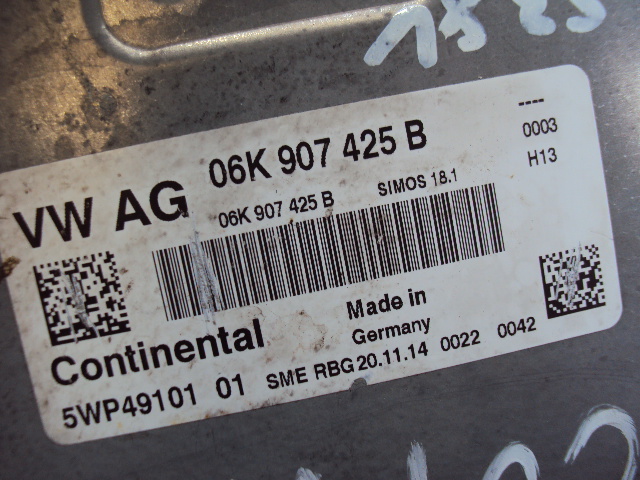 1885
----
06K 907 425 B 0003
VW AG 06K 907 425 B SIMOS 18.1 H13
Continental Made in
Germany
5WP49101 01 SME RBG 20.11.14 0022 0042